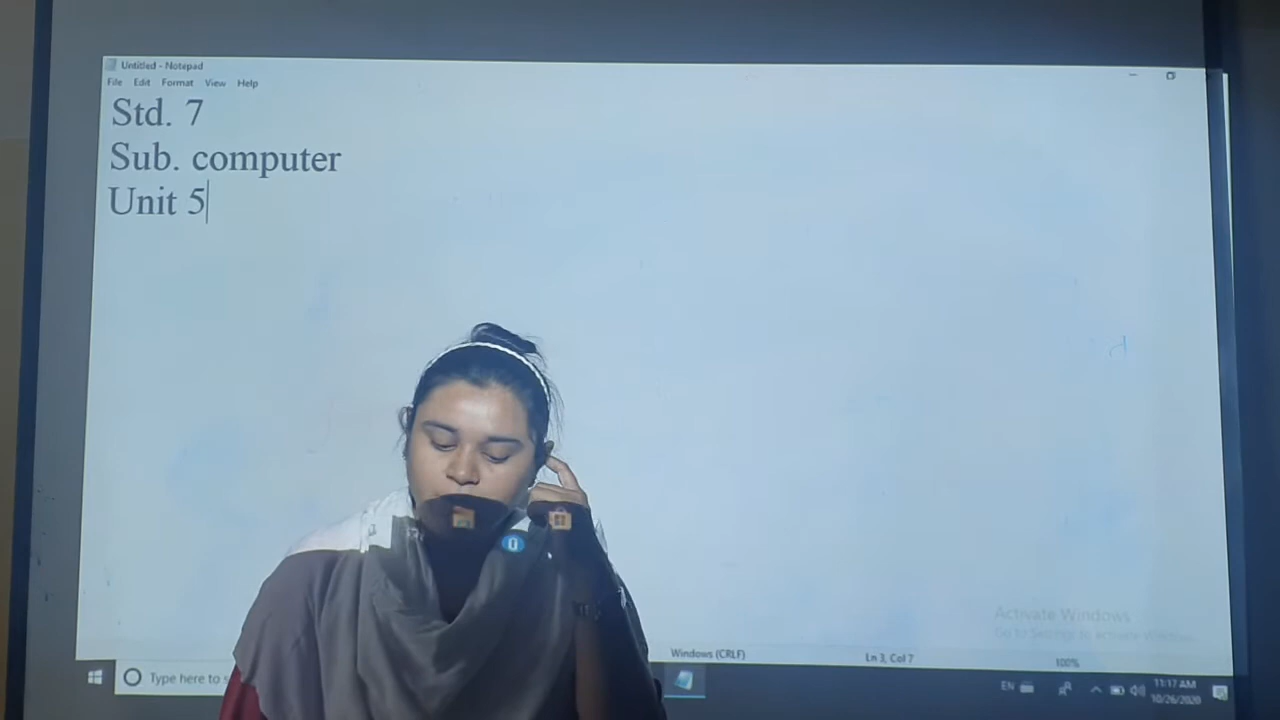 Untitled - Notepad
File Edit Format View Help
Std. 7
Sub. computer
Unit 5
Activate Windows
Go to Settings to activate Windows.
Windows (CRLF) Ln 3, Col 7 100%
Type here to s
EN 11:17 AM
10/26/2020